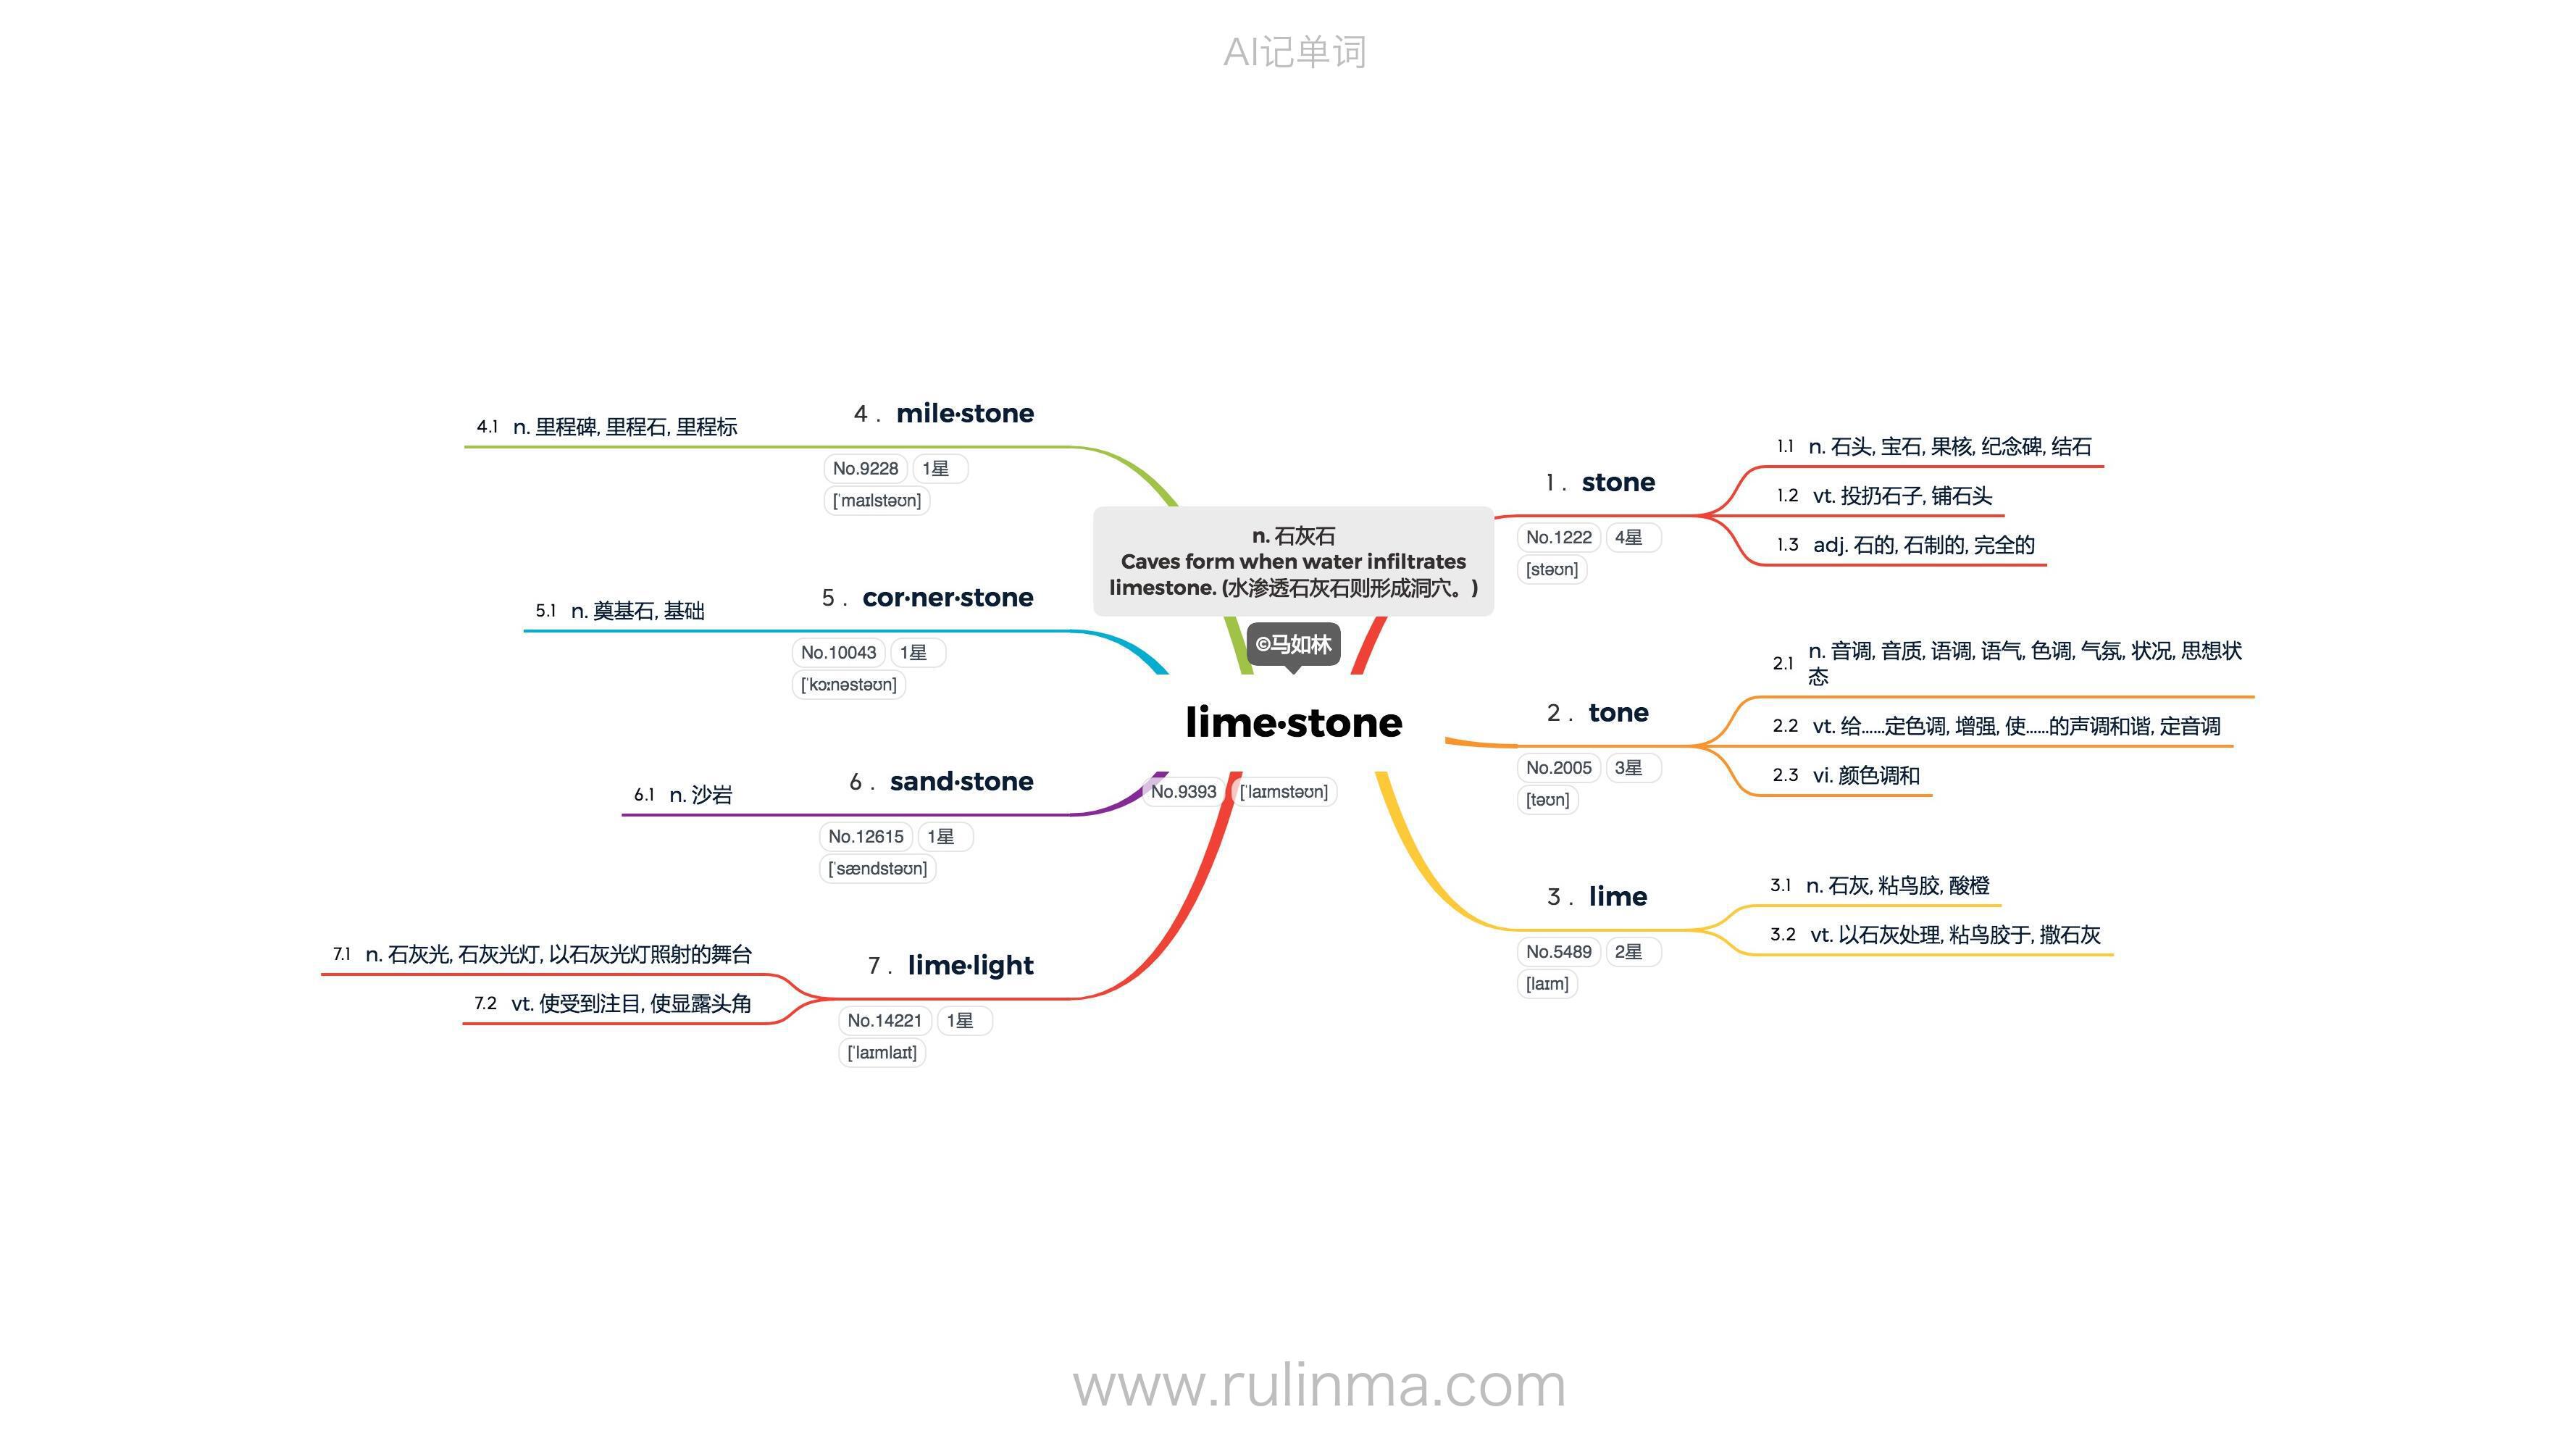 AI记单词
n. 石灰石
Caves form when water infiltrates
limestone. (水渗透石灰石则形成洞穴。)
©马如林
lime·stone
No.9393 [ˈlaɪmstəʊn]
1. stone
No.1222 4星
[stəʊn]
1.1 n. 石头, 宝石, 果核, 纪念碑, 结石
1.2 vt. 投扔石子, 铺石头
1.3 adj. 石的, 石制的, 完全的
2. tone
No.2005 3星
[təʊn]
2.1 n. 音调, 音质, 语调, 语气, 色调, 气氛, 状况, 思想状
态
2.2 vt. 给……定色调, 增强, 使……的声调和谐, 定音调
2.3 vi. 颜色调和
3. lime
No.5489 2星
[laɪm]
3.1 n. 石灰, 粘鸟胶, 酸橙
3.2 vt. 以石灰处理, 粘鸟胶于, 撒石灰
4. mile·stone
No.9228 1星
[ˈmaɪlstəʊn]
4.1 n. 里程碑, 里程石, 里程标
5. cor·ner·stone
No.10043 1星
[ˈkɔːnəstəʊn]
5.1 n. 奠基石, 基础
6. sand·stone
No.12615 1星
[ˈsændstəʊn]
6.1 n. 沙岩
7. lime·light
No.14221 1星
[ˈlaɪmlaɪt]
7.1 n. 石灰光, 石灰光灯, 以石灰光灯照射的舞台
7.2 vt. 使受到注目, 使显露头角
www.rulinma.com